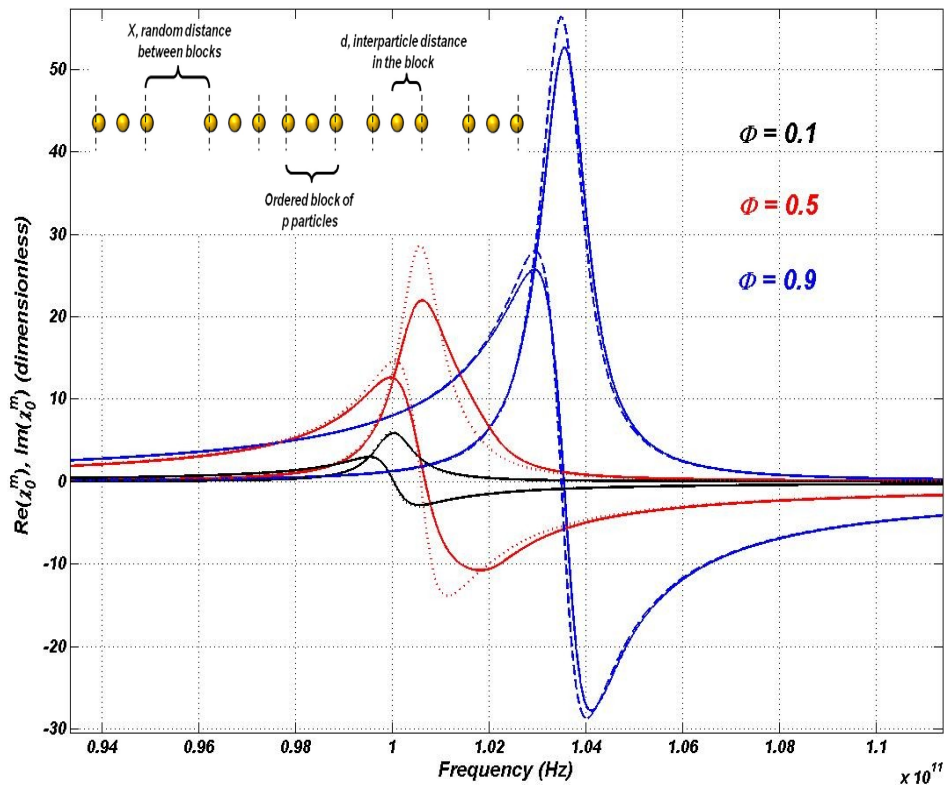 X, random distance
between blocks
d, interparticle distance
in the block
Ordered block of
p particles
Φ = 0.1
Φ = 0.5
Φ = 0.9
50
40
30
20
10
0
-10
-20
-30
Re(χ₀ᵐ), Im(χ₀ᵐ) (dimensionless)
0.94 0.96 0.98 1 1.02 1.04 1.06 1.08 1.1
Frequency (Hz)
x 10¹¹